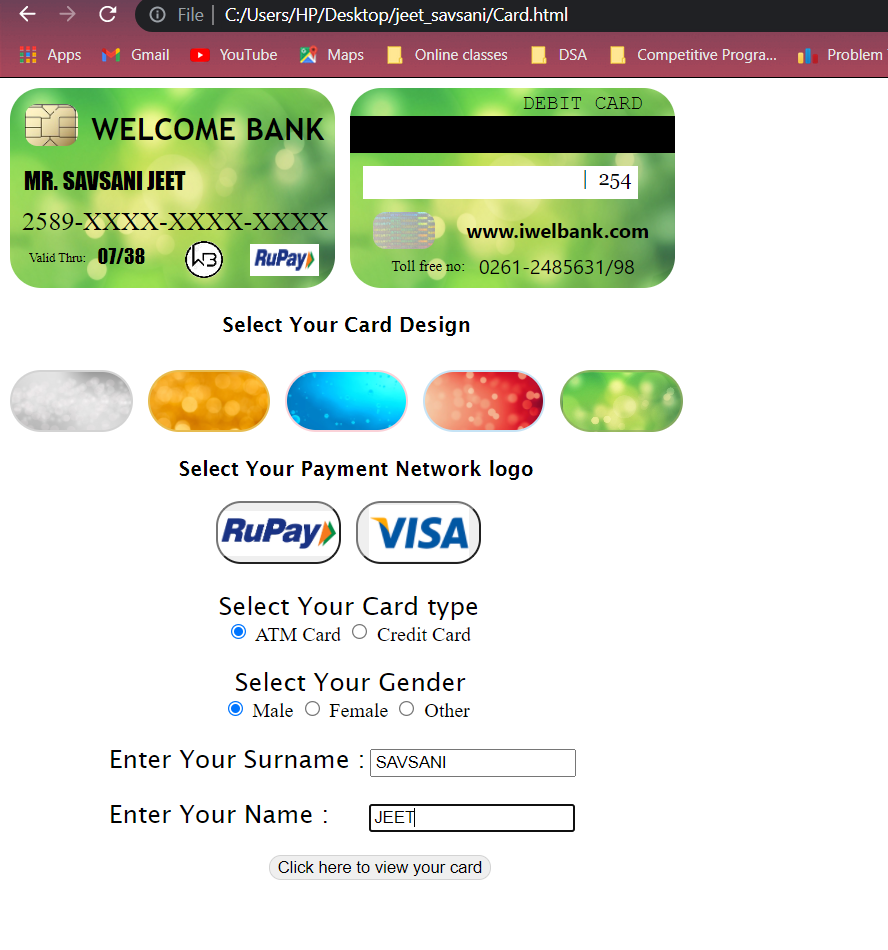 File | C:/Users/HP/Desktop/jeet_savsani/Card.html
Apps Gmail YouTube Maps Online classes DSA Competitive Progra... Problem
WELCOME BANK
MR. SAVSANI JEET
2589-XXXX-XXXX-XXXX
Valid Thru: 07/38 WB RuPay
DEBIT CARD
| 254
www.iwelbank.com
Toll free no: 0261-2485631/98
Select Your Card Design
Select Your Payment Network logo
RuPay VISA
Select Your Card type
ATM Card Credit Card
Select Your Gender
Male Female Other
Enter Your Surname : SAVSANI
Enter Your Name : JEET
Click here to view your card